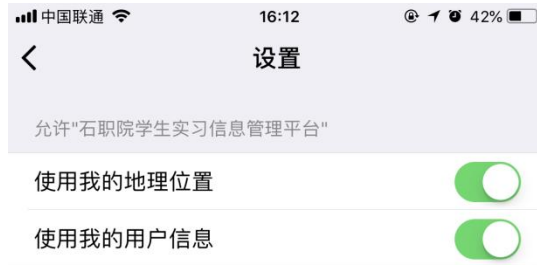 中国联通 16:12 42%
设置
允许"石职院学生实习信息管理平台"
使用我的地理位置
使用我的用户信息